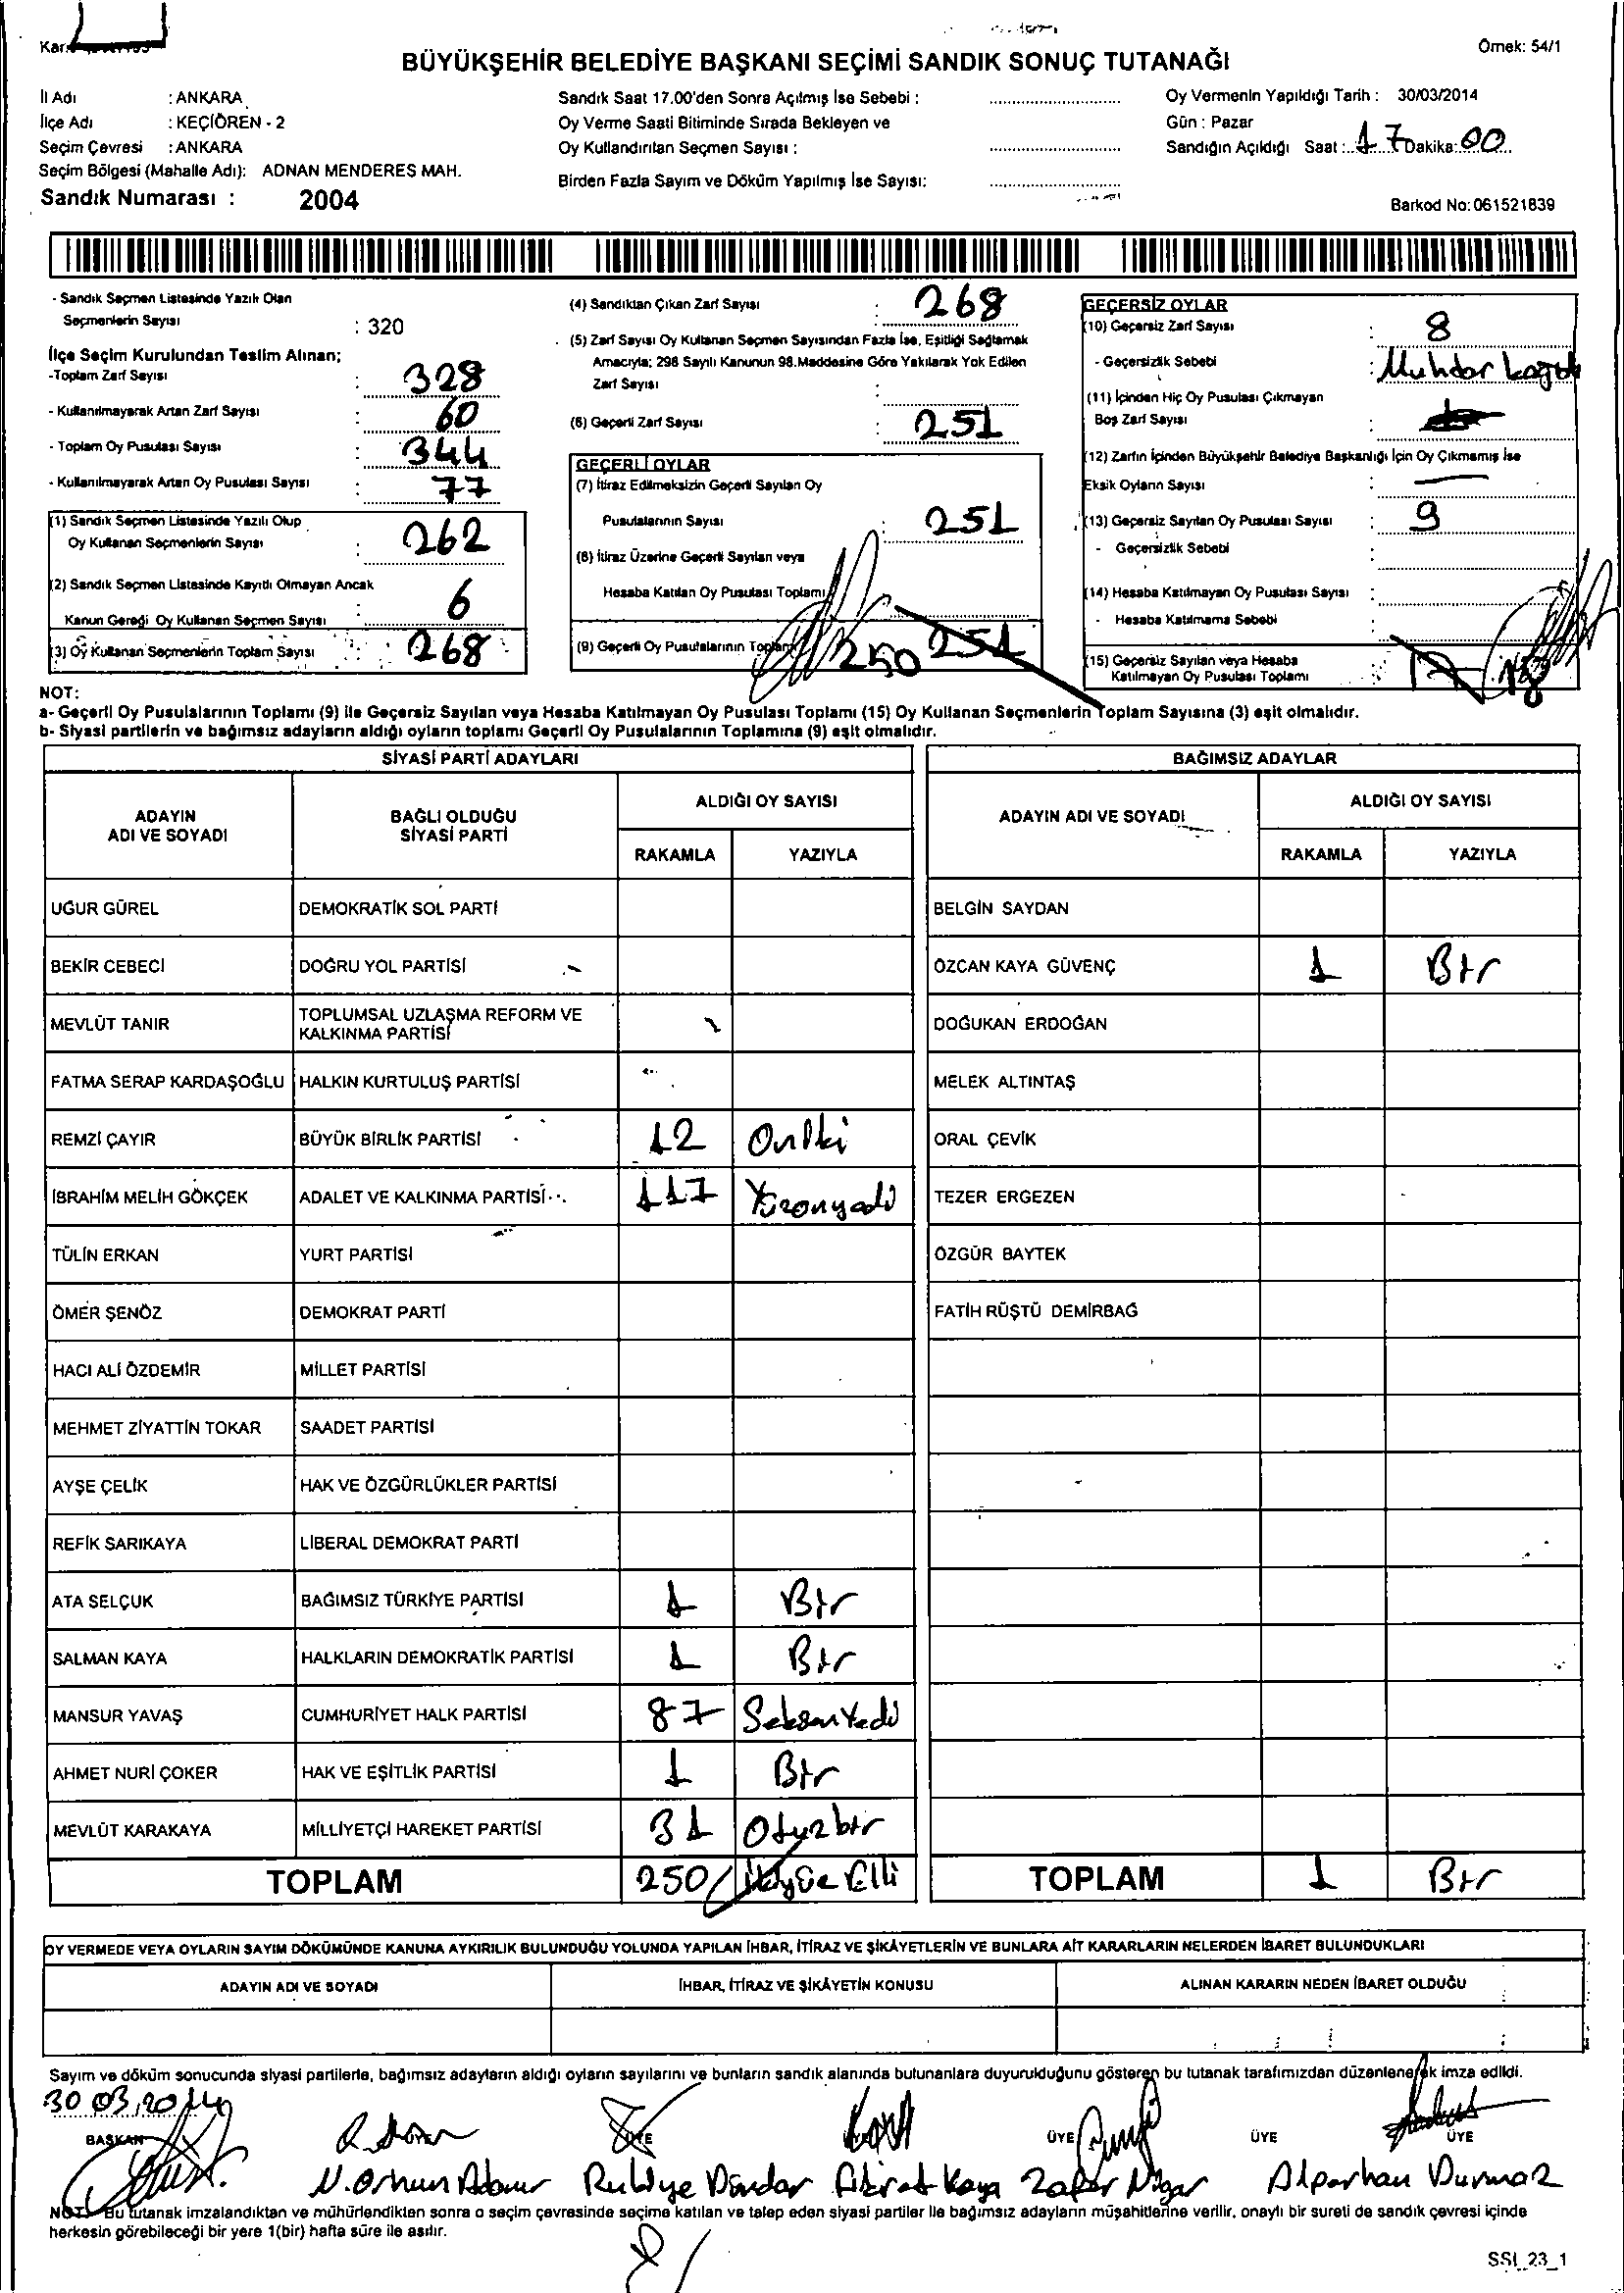 Örnek: 54/1
BÜYÜKŞEHİR BELEDİYE BAŞKANI SEÇİMİ SANDIK SONUÇ TUTANAĞI
İl Adı : ANKARA
İlçe Adı : KEÇİÖREN - 2
Seçim Çevresi : ANKARA
Seçim Bölgesi (Mahalle Adı): ADNAN MENDERES MAH.
Sandık Numarası : 2004
Sandık Saat 17.00'den Sonra Açılmış İse Sebebi :
Oy Verme Saati Bitiminde Sırada Bekleyen ve
Oy Kullandırılan Seçmen Sayısı :
Birden Fazla Sayım ve Döküm Yapılmış İse Sayısı:
Oy Vermenin Yapıldığı Tarih : 30/03/2014
Gün : Pazar
Sandığın Açıldığı Saat : 17 Dakika: 00
Barkod No: 061521839
- Sandık Seçmen Listesinde Yazılı Olan
Seçmenlerin Sayısı : 320
İlçe Seçim Kurulundan Teslim Alınan;
-Toplam Zarf Sayısı : 328
- Kullanılmayarak Artan Zarf Sayısı : 60
- Toplam Oy Pusulası Sayısı : 344
- Kullanılmayarak Artan Oy Pusulası Sayısı : 77
(1) Sandık Seçmen Listesinde Yazılı Olup
Oy Kullanan Seçmenlerin Sayısı : 262
(2) Sandık Seçmen Listesinde Kayıtlı Olmayan Ancak
Kanun Gereği Oy Kullanan Seçmen Sayısı : 6
(3) Oy Kullanan Seçmenlerin Toplam Sayısı : 268
(4) Sandıktan Çıkan Zarf Sayısı : 268
(5) Zarf Sayısı Oy Kullanan Seçmen Sayısından Fazla İse, Eşitliği Sağlamak
Amacıyla; 298 Sayılı Kanunun 98.Maddesine Göre Yakılarak Yok Edilen
Zarf Sayısı :
(6) Geçerli Zarf Sayısı : 251
GEÇERLİ OYLAR
(7) İtiraz Edilmeksizin Geçerli Sayılan Oy
Pusulalarının Sayısı : 251
(8) İtiraz Üzerine Geçerli Sayılan veya
Hesaba Katılan Oy Pusulası Toplamı
(9) Geçerli Oy Pusulalarının Toplamı 250 251
GEÇERSİZ OYLAR
(10) Geçersiz Zarf Sayısı : 8
- Geçersizlik Sebebi : Muhtar kağıdı
(11) İçinden Hiç Oy Pusulası Çıkmayan
Boş Zarf Sayısı :
(12) Zarfın İçinden Büyükşehir Belediye Başkanlığı İçin Oy Çıkmamış İse
Eksik Oyların Sayısı : —
(13) Geçersiz Sayılan Oy Pusulası Sayısı : 9
- Geçersizlik Sebebi :
(14) Hesaba Katılmayan Oy Pusulası Sayısı :
- Hesaba Katılmama Sebebi :
(15) Geçersiz Sayılan veya Hesaba
Katılmayan Oy Pusulası Toplamı : 17 18
NOT:
a- Geçerli Oy Pusulalarının Toplamı (9) ile Geçersiz Sayılan veya Hesaba Katılmayan Oy Pusulası Toplamı (15) Oy Kullanan Seçmenlerin Toplam Sayısına (3) eşit olmalıdır.
b- Siyasi partilerin ve bağımsız adayların aldığı oyların toplamı Geçerli Oy Pusulalarının Toplamına (9) eşit olmalıdır.
SİYASİ PARTİ ADAYLARI
ADAYIN ADI VE SOYADI BAĞLI OLDUĞU SİYASİ PARTİ ALDIĞI OY SAYISI
RAKAMLA YAZIYLA
UĞUR GÜREL DEMOKRATİK SOL PARTİ
BEKİR CEBECİ DOĞRU YOL PARTİSİ
MEVLÜT TANIR TOPLUMSAL UZLAŞMA REFORM VE KALKINMA PARTİSİ
FATMA SERAP KARDAŞOĞLU HALKIN KURTULUŞ PARTİSİ
REMZİ ÇAYIR BÜYÜK BİRLİK PARTİSİ 12 Oniki
İBRAHİM MELİH GÖKÇEK ADALET VE KALKINMA PARTİSİ 117 Yüzonyedi
TÜLİN ERKAN YURT PARTİSİ
ÖMER ŞENÖZ DEMOKRAT PARTİ
HACI ALİ ÖZDEMİR MİLLET PARTİSİ
MEHMET ZİYATTİN TOKAR SAADET PARTİSİ
AYŞE ÇELİK HAK VE ÖZGÜRLÜKLER PARTİSİ
REFİK SARIKAYA LİBERAL DEMOKRAT PARTİ
ATA SELÇUK BAĞIMSIZ TÜRKİYE PARTİSİ 1 Bir
SALMAN KAYA HALKLARIN DEMOKRATİK PARTİSİ 1 Bir
MANSUR YAVAŞ CUMHURİYET HALK PARTİSİ 87 SeksenYedi
AHMET NURİ ÇOKER HAK VE EŞİTLİK PARTİSİ 1 Bir
MEVLÜT KARAKAYA MİLLİYETÇİ HAREKET PARTİSİ 31 Otuzbir
TOPLAM 250 İkiyüz Elli
BAĞIMSIZ ADAYLAR
ADAYIN ADI VE SOYADI ALDIĞI OY SAYISI
RAKAMLA YAZIYLA
BELGİN SAYDAN
ÖZCAN KAYA GÜVENÇ 1 Bir
DOĞUKAN ERDOĞAN
MELEK ALTINTAŞ
ORAL ÇEVİK
TEZER ERGEZEN
ÖZGÜR BAYTEK
FATİH RÜŞTÜ DEMİRBAĞ
TOPLAM 1 Bir
OY VERMEDE VEYA OYLARIN SAYIM DÖKÜMÜNDE KANUNA AYKIRILIK BULUNDUĞU YOLUNDA YAPILAN İHBAR, İTİRAZ VE ŞİKÂYETLERİN VE BUNLARA AİT KARARLARIN NELERDEN İBARET BULUNDUKLARI
ADAYIN ADI VE SOYADI İHBAR, İTİRAZ VE ŞİKÂYETİN KONUSU ALINAN KARARIN NEDEN İBARET OLDUĞU
Sayım ve döküm sonucunda siyasi partilerle, bağımsız adayların aldığı oyların sayılarını ve bunların sandık alanında bulunanlara duyurulduğunu gösteren bu tutanak tarafımızdan düzenlenerek imza edildi.
30.03.2014
BAŞKAN ÜYE ÜYE ÜYE ÜYE ÜYE
Rukiye Dündar Fikret Kaya Zafer Alparhan Durmaz
NOT: Bu tutanak imzalandıktan ve mühürlendikten sonra o seçim çevresinde seçime katılan ve talep eden siyasi partiler ile bağımsız adayların müşahitlerine verilir, onaylı bir sureti de sandık çevresi içinde
herkesin görebileceği bir yere 1(bir) hafta süre ile asılır.
SSI_23_1